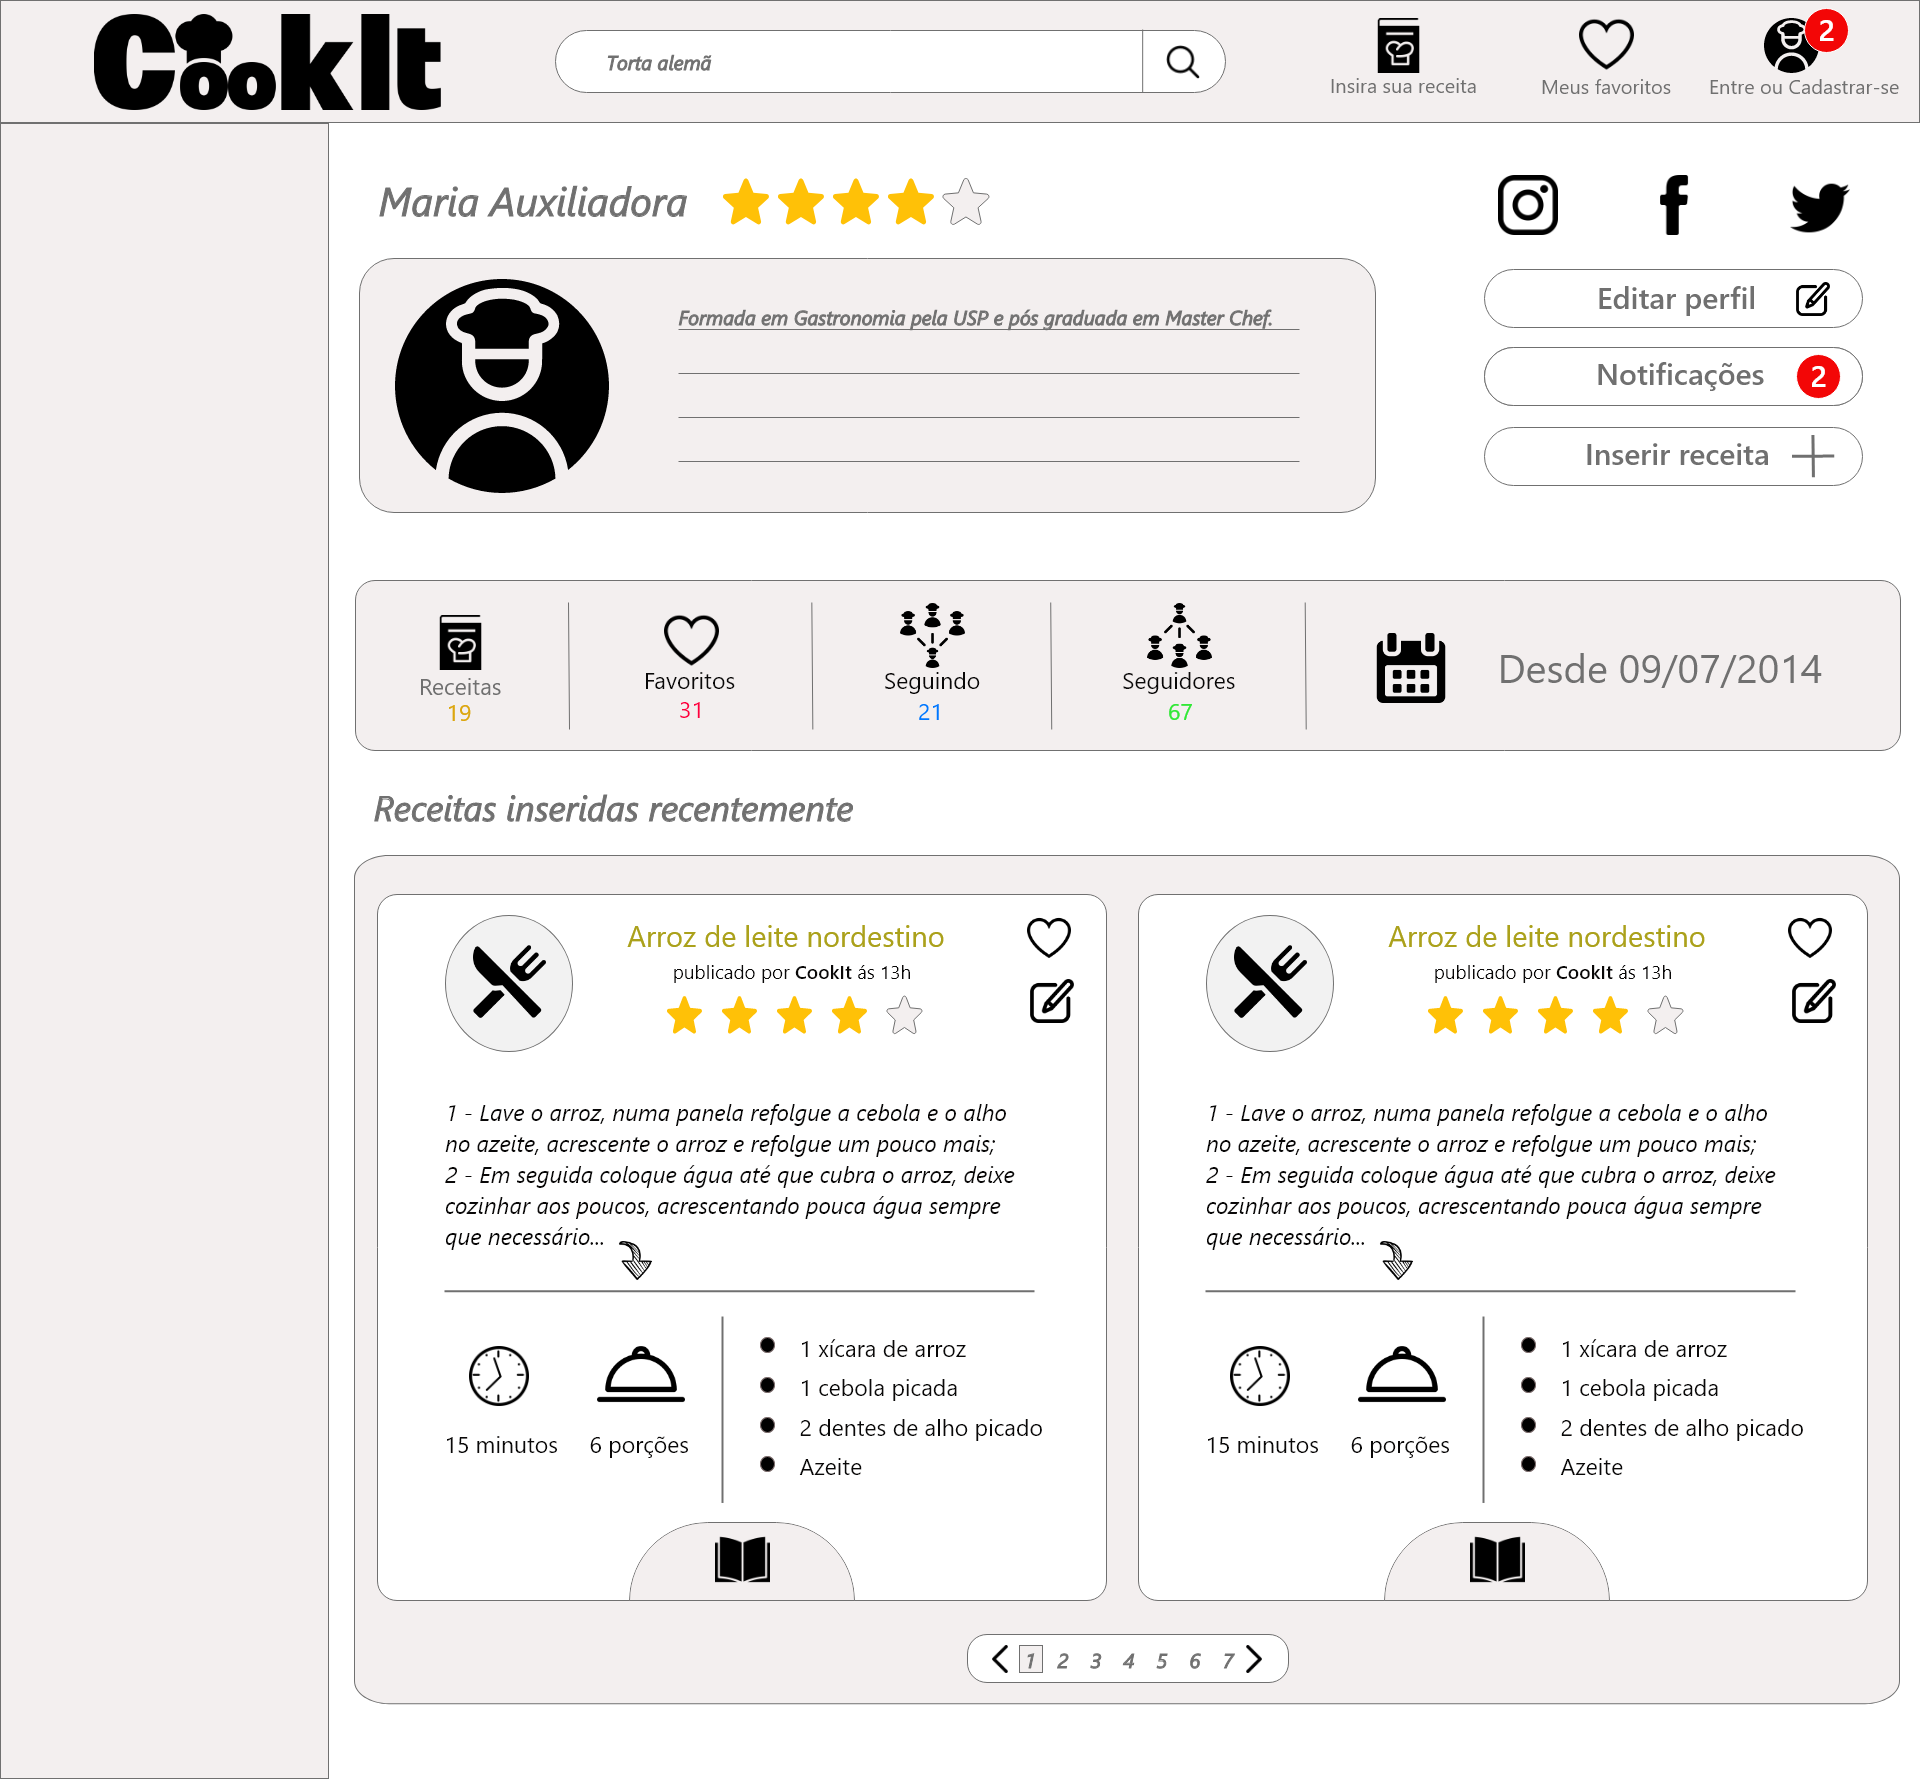 CookIt
Torta alemã
Insira sua receita
Meus favoritos
2
Entre ou Cadastrar-se
Maria Auxiliadora
Formada em Gastronomia pela USP e pós graduada em Master Chef.
Editar perfil
Notificações 2
Inserir receita
Receitas
19
Favoritos
31
Seguindo
21
Seguidores
67
Desde 09/07/2014
Receitas inseridas recentemente
Arroz de leite nordestino
publicado por CookIt ás 13h
1 - Lave o arroz, numa panela refolgue a cebola e o alho
no azeite, acrescente o arroz e refolgue um pouco mais;
2 - Em seguida coloque água até que cubra o arroz, deixe
cozinhar aos poucos, acrescentando pouca água sempre
que necessário...
15 minutos
6 porções
1 xícara de arroz
1 cebola picada
2 dentes de alho picado
Azeite
Arroz de leite nordestino
publicado por CookIt ás 13h
1 - Lave o arroz, numa panela refolgue a cebola e o alho
no azeite, acrescente o arroz e refolgue um pouco mais;
2 - Em seguida coloque água até que cubra o arroz, deixe
cozinhar aos poucos, acrescentando pouca água sempre
que necessário...
15 minutos
6 porções
1 xícara de arroz
1 cebola picada
2 dentes de alho picado
Azeite
1 2 3 4 5 6 7